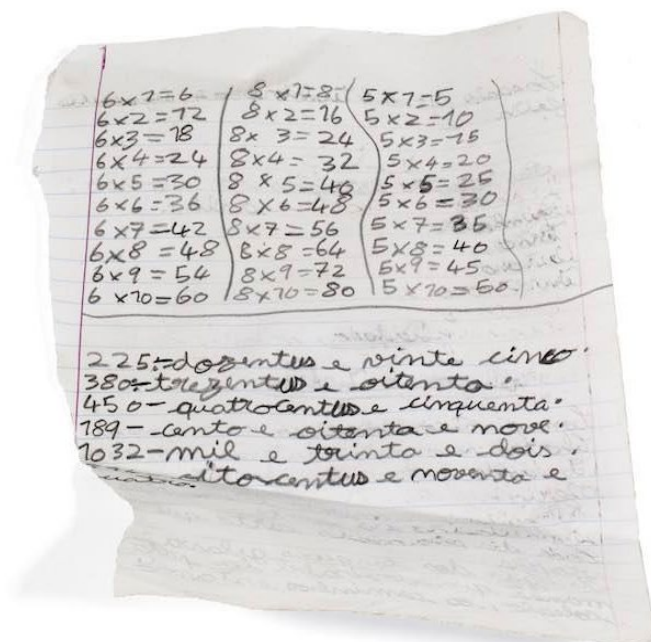 6x1=6 8x1=8 5x1=5
6x2=12 8x2=16 5x2=10
6x3=18 8x3=24 5x3=15
6x4=24 8x4=32 5x4=20
6x5=30 8x5=40 5x5=25
6x6=36 8x6=48 5x6=30
6x7=42 8x7=56 5x7=35
6x8=48 8x8=64 5x8=40
6x9=54 8x9=72 5x9=45
6x10=60 8x10=80 5x10=50
225-dozentus e vinte cinco.
380-trezentus e oitenta.
450-quatrocentus e cinquenta.
189-cento e oitenta e nove.
1032-mil e trinta e dois.
oitocentus e noventa e